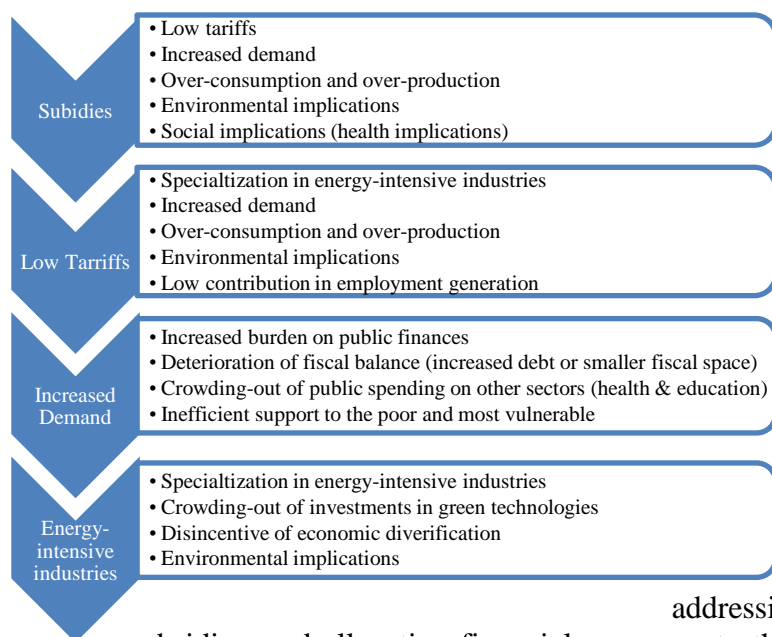 Subidies
• Low tariffs
• Increased demand
• Over-consumption and over-production
• Environmental implications
• Social implications (health implications)
Low Tarriffs
• Specialtization in energy-intensive industries
• Increased demand
• Over-consumption and over-production
• Environmental implications
• Low contribution in employment generation
Increased
Demand
• Increased burden on public finances
• Deterioration of fiscal balance (increased debt or smaller fiscal space)
• Crowding-out of public spending on other sectors (health & education)
• Inefficient support to the poor and most vulnerable
Energy-
intensive
industries
• Specialtization in energy-intensive industries
• Crowding-out of investments in green technologies
• Disincentive of economic diverification
• Environmental implications
addressi